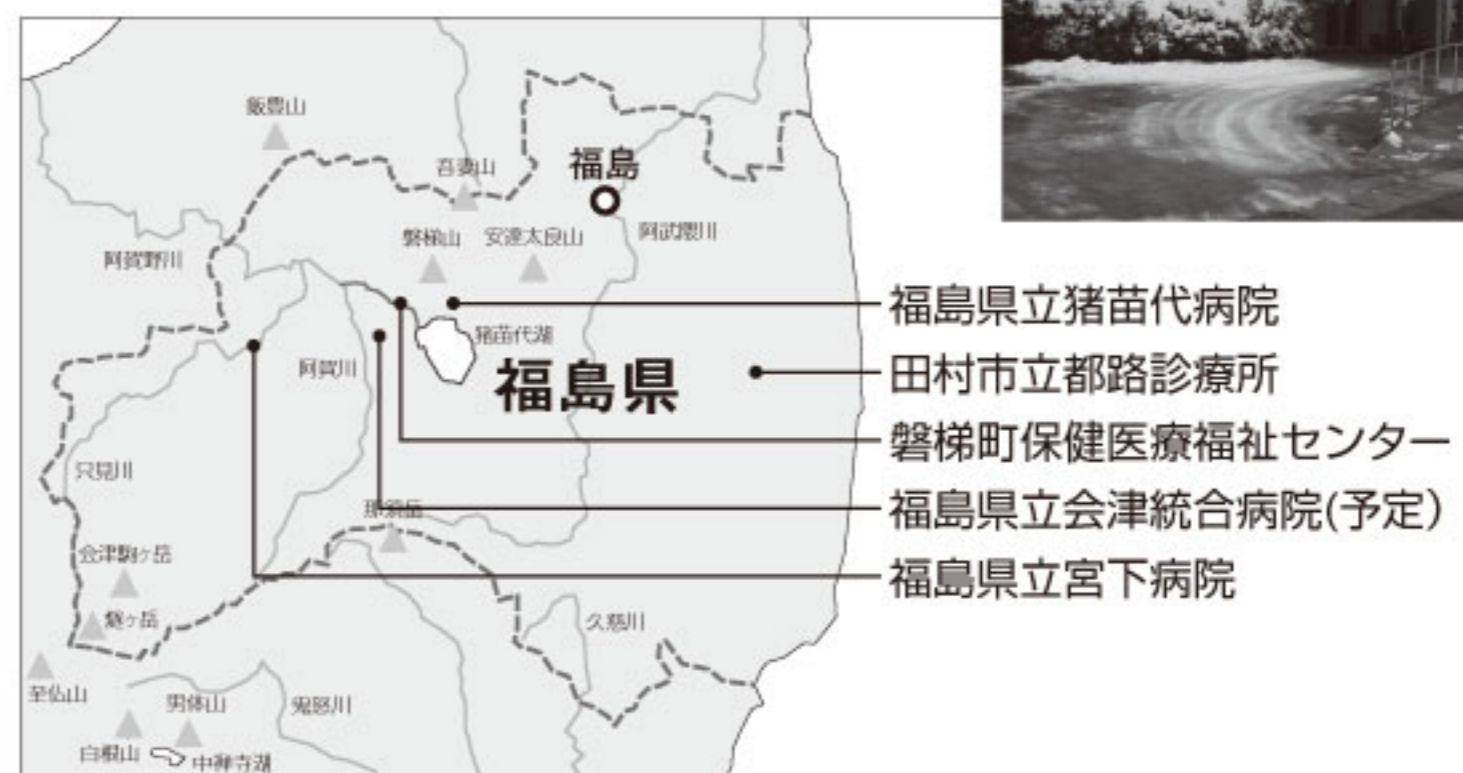 飯豊山
吾妻山
福島
阿賀野川
磐梯山
安達太良山
阿武隈川
福島県立猪苗代病院
猪苗代湖
阿賀川
福島県
田村市立都路診療所
磐梯町保健医療福祉センター
只見川
那須岳
福島県立会津統合病院(予定)
会津駒ヶ岳
福島県立宮下病院
燧ヶ岳
久慈川
至仏山
男体山
鬼怒川
白根山
中禅寺湖